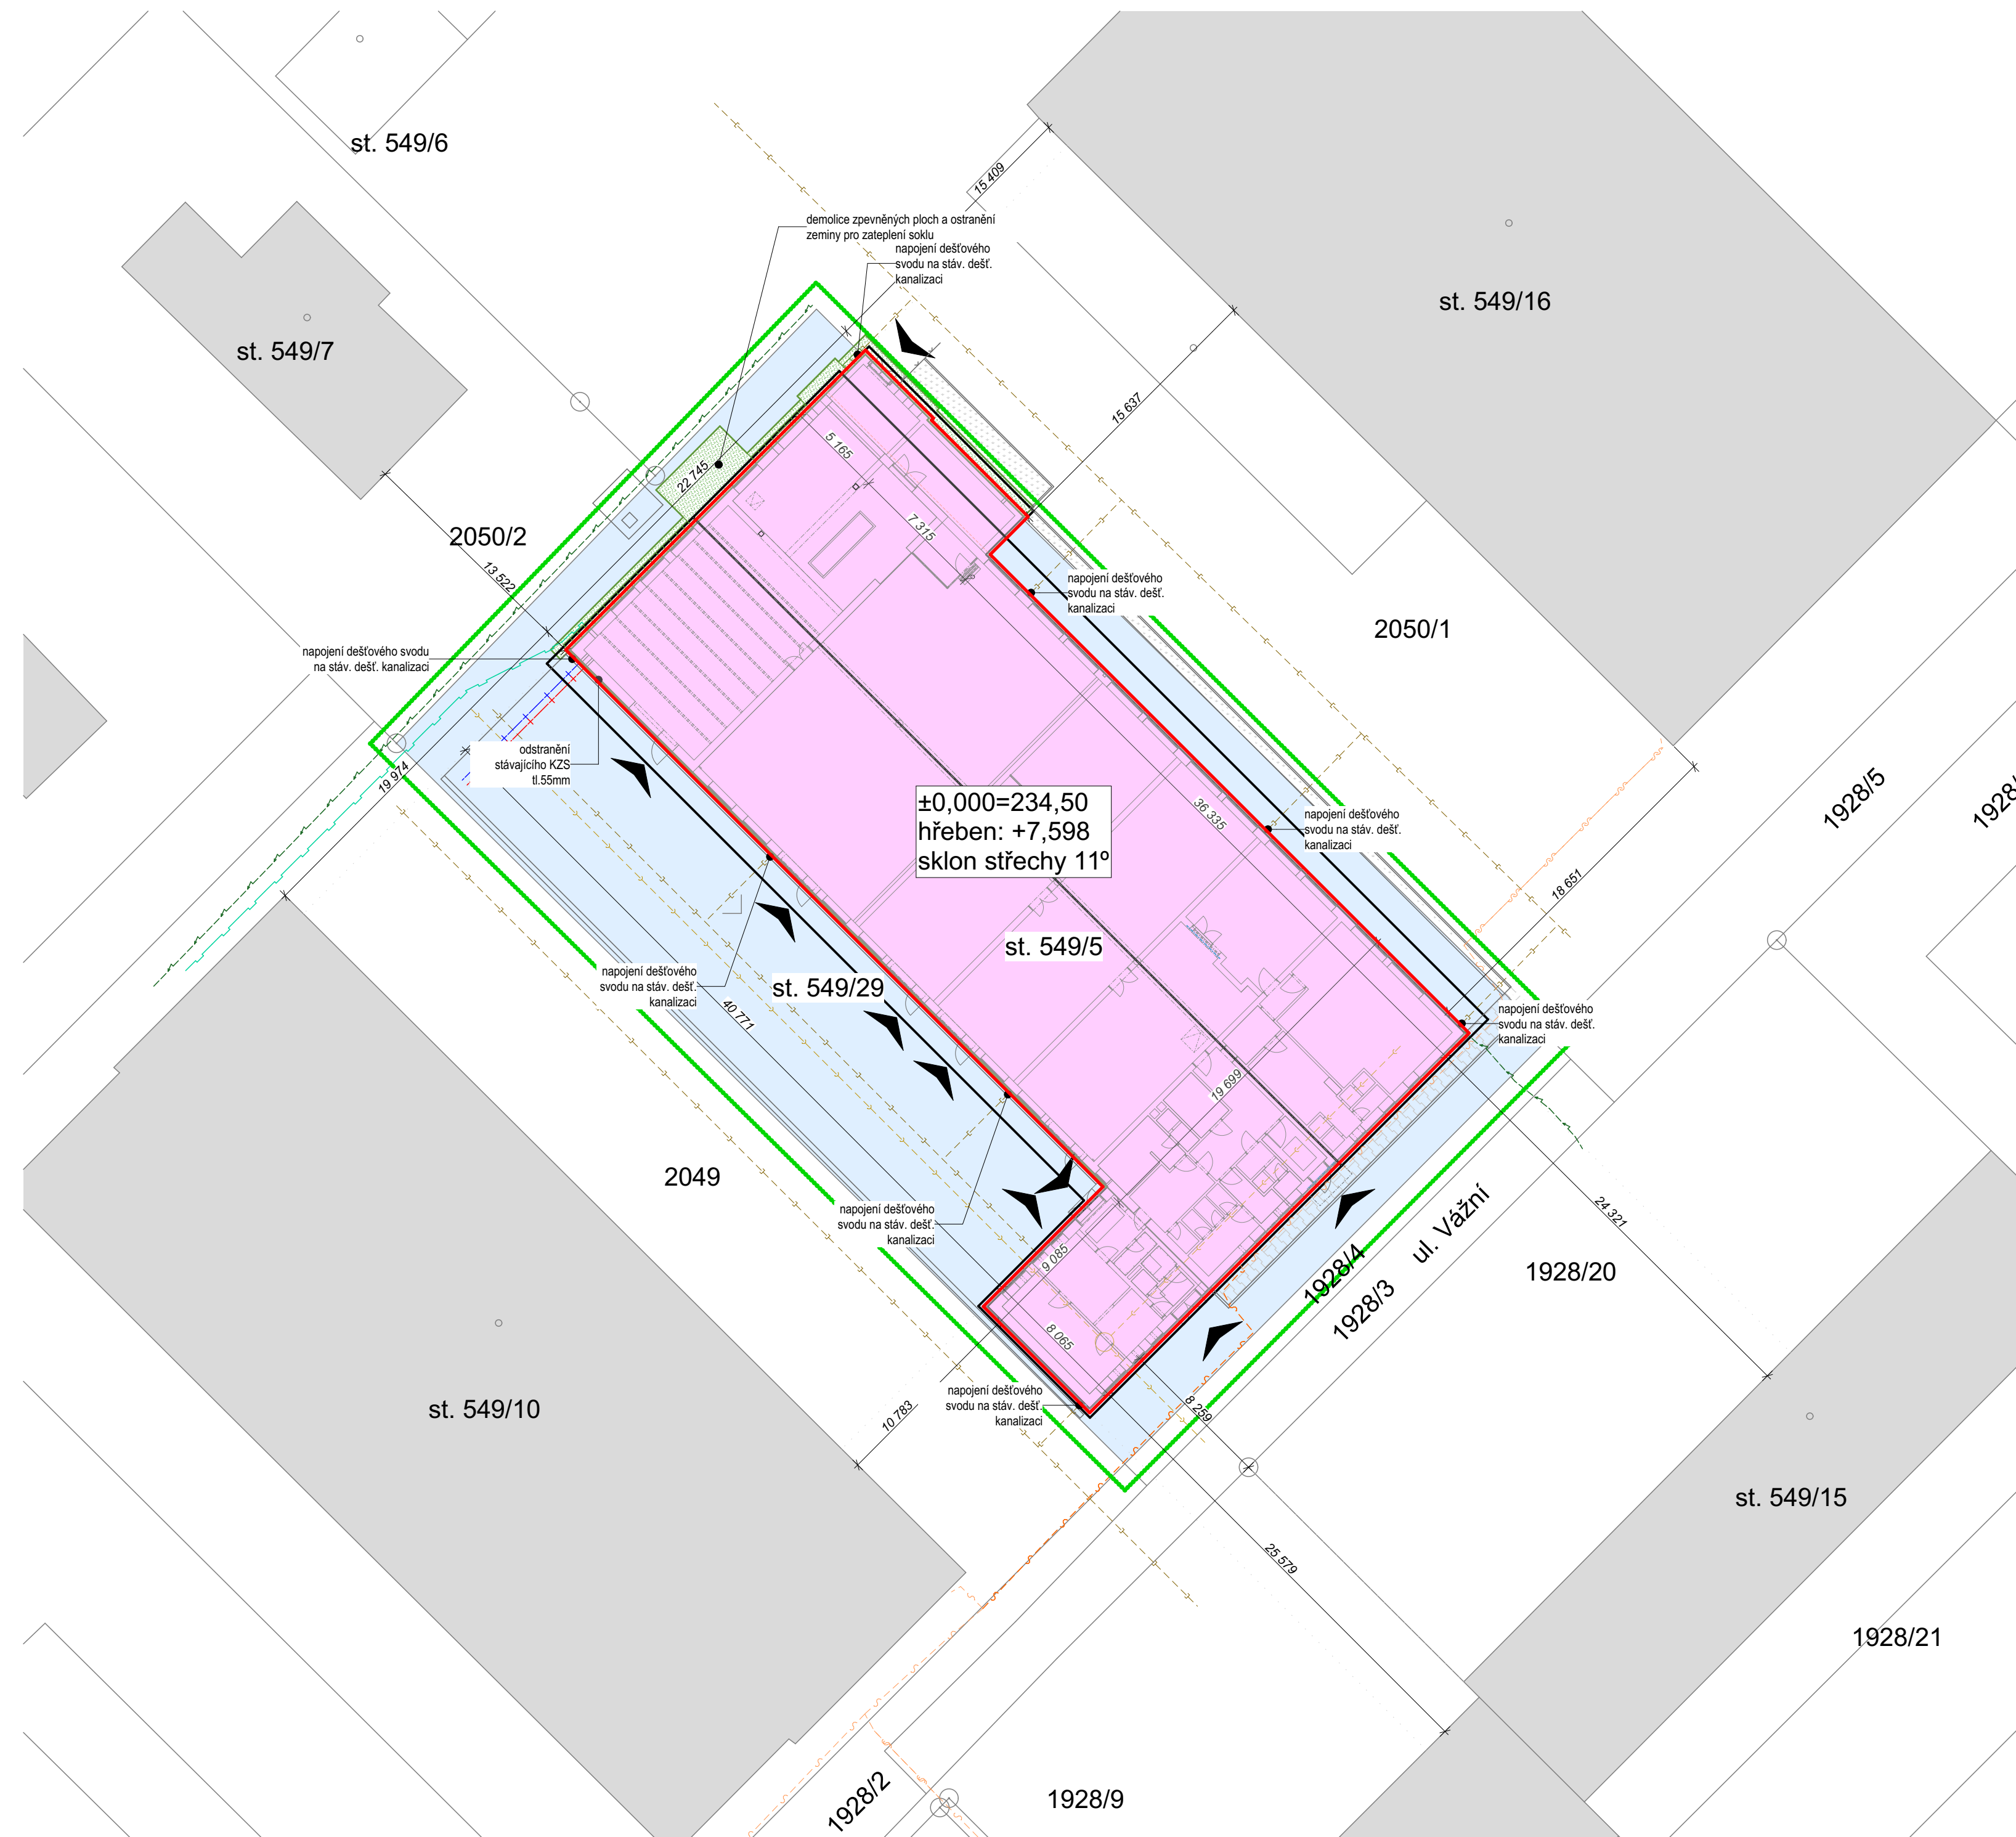 st. 549/6
15 409
demolice zpevněných ploch a ostranění
zeminy pro zateplení soklu
napojení dešťového
svodu na stáv. dešť.
kanalizaci
st. 549/16
st. 549/7
15 637
5 165
22 745
7 315
2050/2
13 522
napojení dešťového
svodu na stáv. dešť.
kanalizaci
2050/1
napojení dešťového svodu
na stáv. dešť. kanalizaci
odstranění
stávajícího KZS
tl.55mm
19 974
±0,000=234,50
hřeben: +7,598
sklon střechy 11º
36 335
napojení dešťového
svodu na stáv. dešť.
kanalizaci
1928/5
1928/
18 651
st. 549/5
napojení dešťového
svodu na stáv. dešť.
kanalizaci
st. 549/29
40 771
napojení dešťového
svodu na stáv. dešť.
kanalizaci
19 699
2049
napojení dešťového
svodu na stáv. dešť.
kanalizaci
9 085
24 321
ul. Vážní
1928/4
1928/3
1928/20
8 065
napojení dešťového
svodu na stáv. dešť.
kanalizaci
8 259
10 783
st. 549/10
st. 549/15
25 579
1928/21
1928/2
1928/9